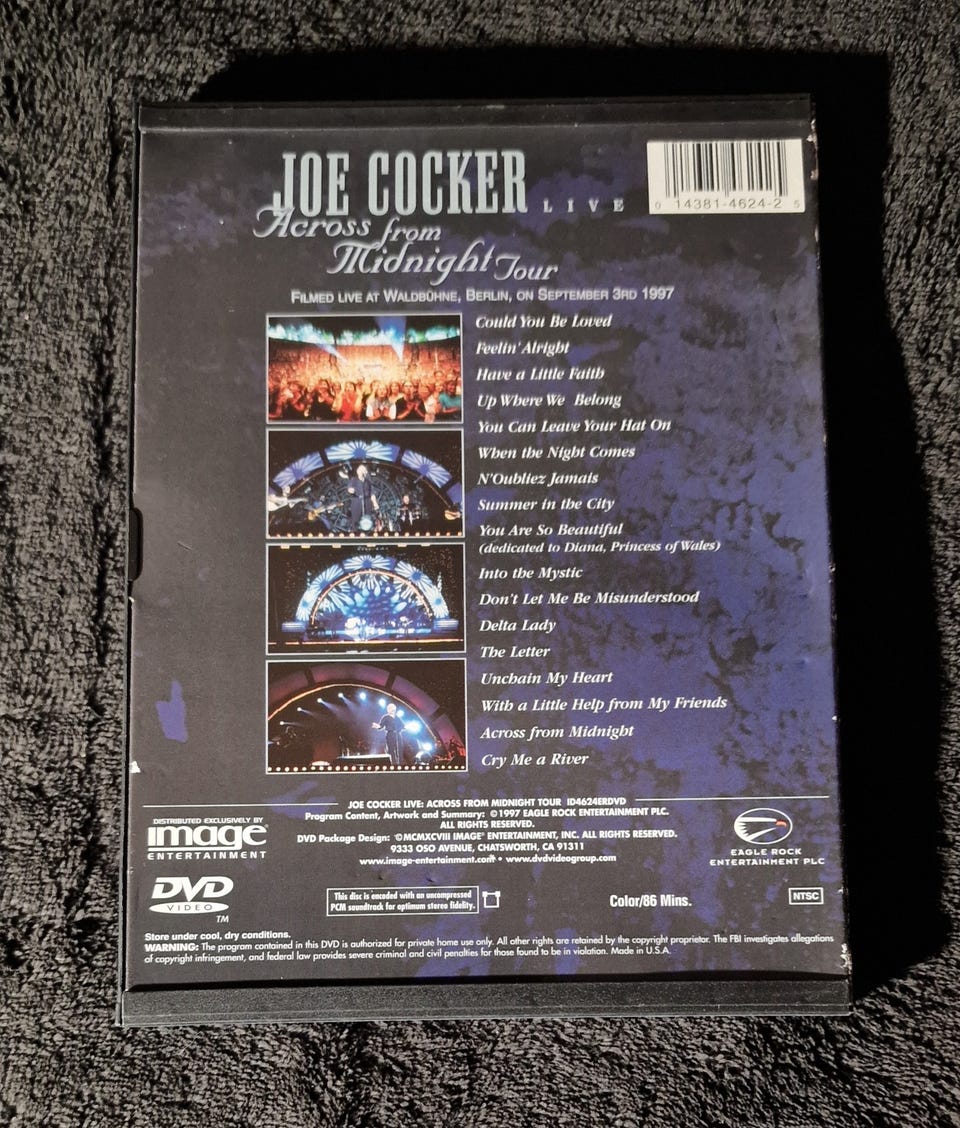 JOE COCKER LIVE
Across from
Midnight Tour
0 14381-4624-2 5
FILMED LIVE AT WALDBÜHNE, BERLIN, ON SEPTEMBER 3RD 1997
Could You Be Loved
Feelin' Alright
Have a Little Faith
Up Where We Belong
You Can Leave Your Hat On
When the Night Comes
N'Oubliez Jamais
Summer in the City
You Are So Beautiful
(dedicated to Diana, Princess of Wales)
Into the Mystic
Don't Let Me Be Misunderstood
Delta Lady
The Letter
Unchain My Heart
With a Little Help from My Friends
Across from Midnight
Cry Me a River
JOE COCKER LIVE: ACROSS FROM MIDNIGHT TOUR ID4624ERDVD
Program Content, Artwork and Summary: ©1997 EAGLE ROCK ENTERTAINMENT PLC.
ALL RIGHTS RESERVED.
DVD Package Design: ©MCMXCVIII IMAGE® ENTERTAINMENT, INC. ALL RIGHTS RESERVED.
9333 OSO AVENUE, CHATSWORTH, CA 91311
www.image-entertainment.com • www.dvdvideogroup.com
DISTRIBUTED EXCLUSIVELY BY
image®
ENTERTAINMENT
EAGLE ROCK
ENTERTAINMENT PLC
DVD
VIDEO
TM
This disc is encoded with an uncompressed
PCM soundtrack for optimum stereo fidelity.
Color/86 Mins.
NTSC
Store under cool, dry conditions.
WARNING: The program contained in this DVD is authorized for private home use only. All other rights are retained by the copyright proprietor. The FBI investigates allegations
of copyright infringement, and federal law provides severe criminal and civil penalties for those found to be in violation. Made in U.S.A.